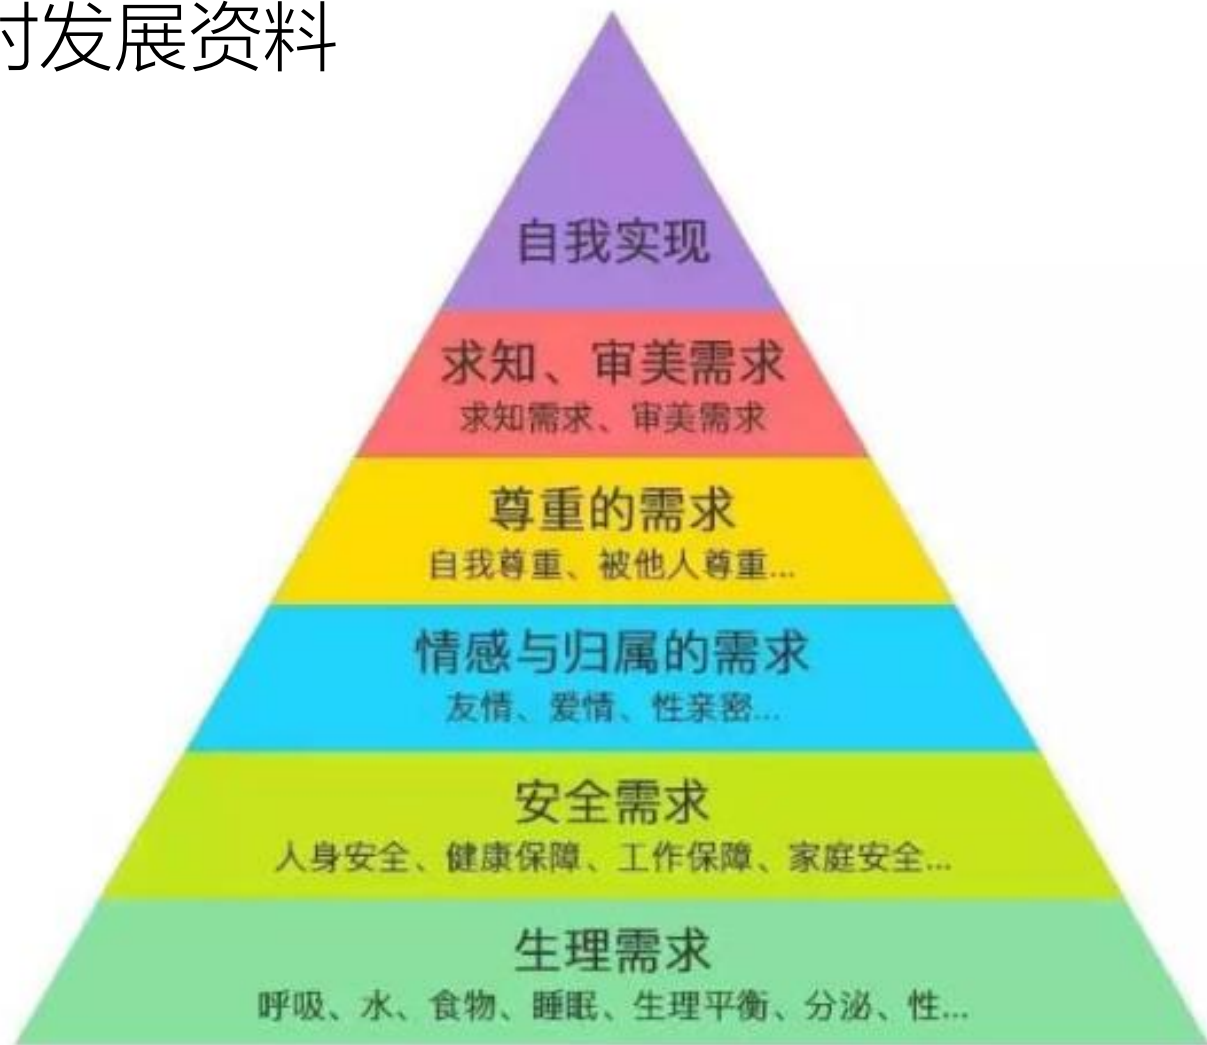 发展资料
自我实现
求知、审美需求
求知需求、审美需求
尊重的需求
自我尊重、被他人尊重...
情感与归属的需求
友情、爱情、性亲密...
安全需求
人身安全、健康保障、工作保障、家庭安全...
生理需求
呼吸、水、食物、睡眠、生理平衡、分泌、性...